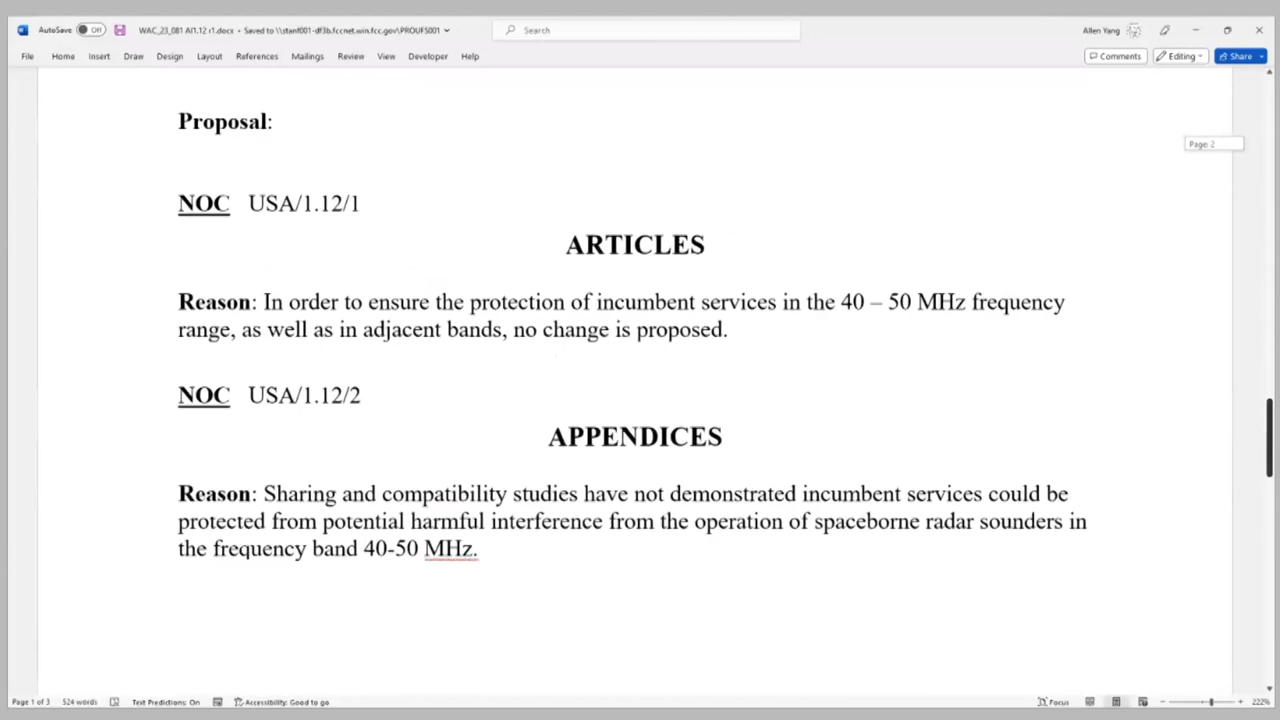 AutoSave Off WAC_23_081 AI1.12 r1.docx • Saved to \\stanf001-df3b.fccnet.win.fcc.gov\PROUFS001 Search Allen Yang
File Home Insert Draw Design Layout References Mailings Review View Developer Help Comments Editing Share
Proposal:
Page: 2
NOC USA/1.12/1
ARTICLES
Reason: In order to ensure the protection of incumbent services in the 40 – 50 MHz frequency
range, as well as in adjacent bands, no change is proposed.
NOC USA/1.12/2
APPENDICES
Reason: Sharing and compatibility studies have not demonstrated incumbent services could be
protected from potential harmful interference from the operation of spaceborne radar sounders in
the frequency band 40-50 MHz.
Page 1 of 3 524 words Text Predictions: On Accessibility: Good to go Focus 222%